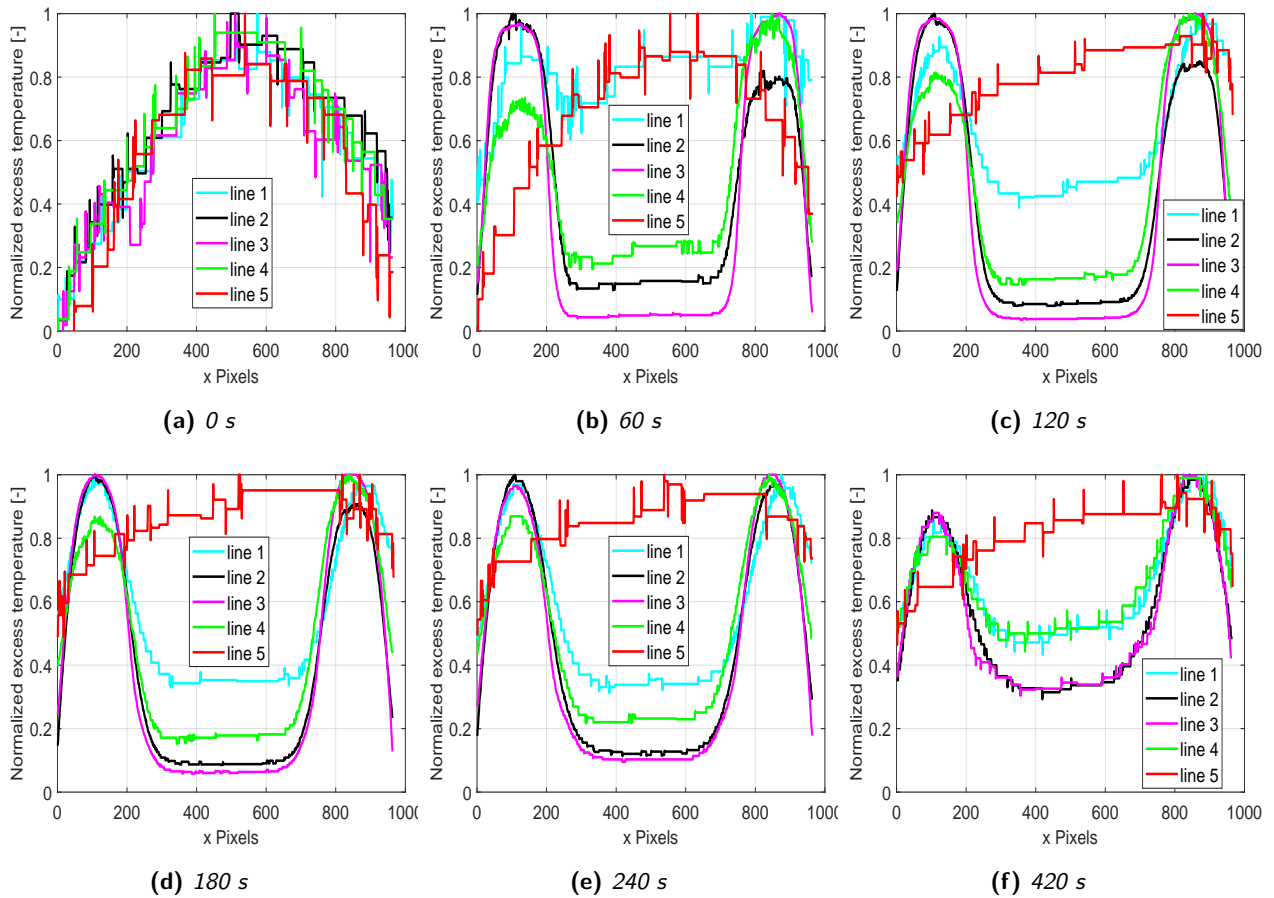 Normalized excess temperature [-]
1
0.8
0.6
0.4
0.2
0
0 200 400 600 800 1000
x Pixels
line 1
line 2
line 3
line 4
line 5
(a) 0 s
Normalized excess temperature [-]
1
0.8
0.6
0.4
0.2
0
0 200 400 600 800 1000
x Pixels
line 1
line 2
line 3
line 4
line 5
(b) 60 s
Normalized excess temperature [-]
1
0.8
0.6
0.4
0.2
0
0 200 400 600 800 1000
x Pixels
line 1
line 2
line 3
line 4
line 5
(c) 120 s
Normalized excess temperature [-]
1
0.8
0.6
0.4
0.2
0
0 200 400 600 800 1000
x Pixels
line 1
line 2
line 3
line 4
line 5
(d) 180 s
Normalized excess temperature [-]
1
0.8
0.6
0.4
0.2
0
0 200 400 600 800 1000
x Pixels
line 1
line 2
line 3
line 4
line 5
(e) 240 s
Normalized excess temperature [-]
1
0.8
0.6
0.4
0.2
0
0 200 400 600 800 1000
x Pixels
line 1
line 2
line 3
line 4
line 5
(f) 420 s